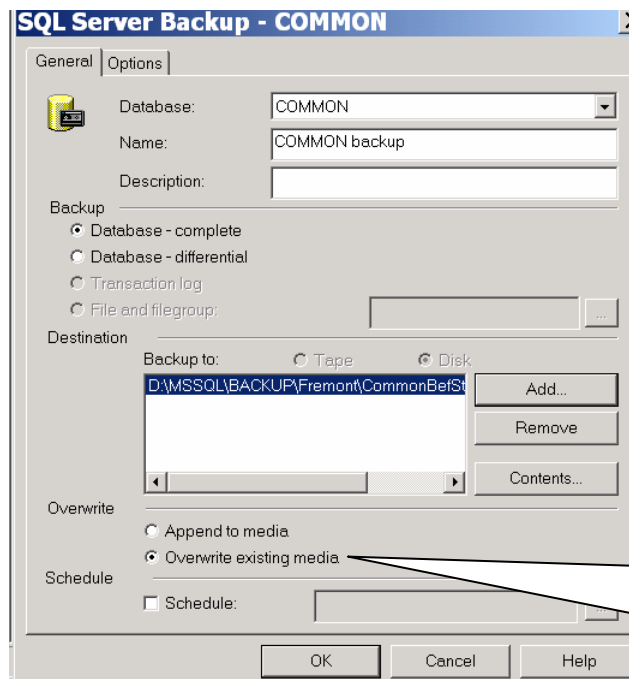 SQL Server Backup - COMMON
General Options
Database: COMMON
Name: COMMON backup
Description:
Backup
Database - complete
Database - differential
Transaction log
File and filegroup: ...
Destination
Backup to: Tape Disk
D:\MSSQL\BACKUP\Fremont\CommonBefSt
Add...
Remove
Contents...
Overwrite
Append to media
Overwrite existing media
Schedule
Schedule: ...
OK Cancel Help